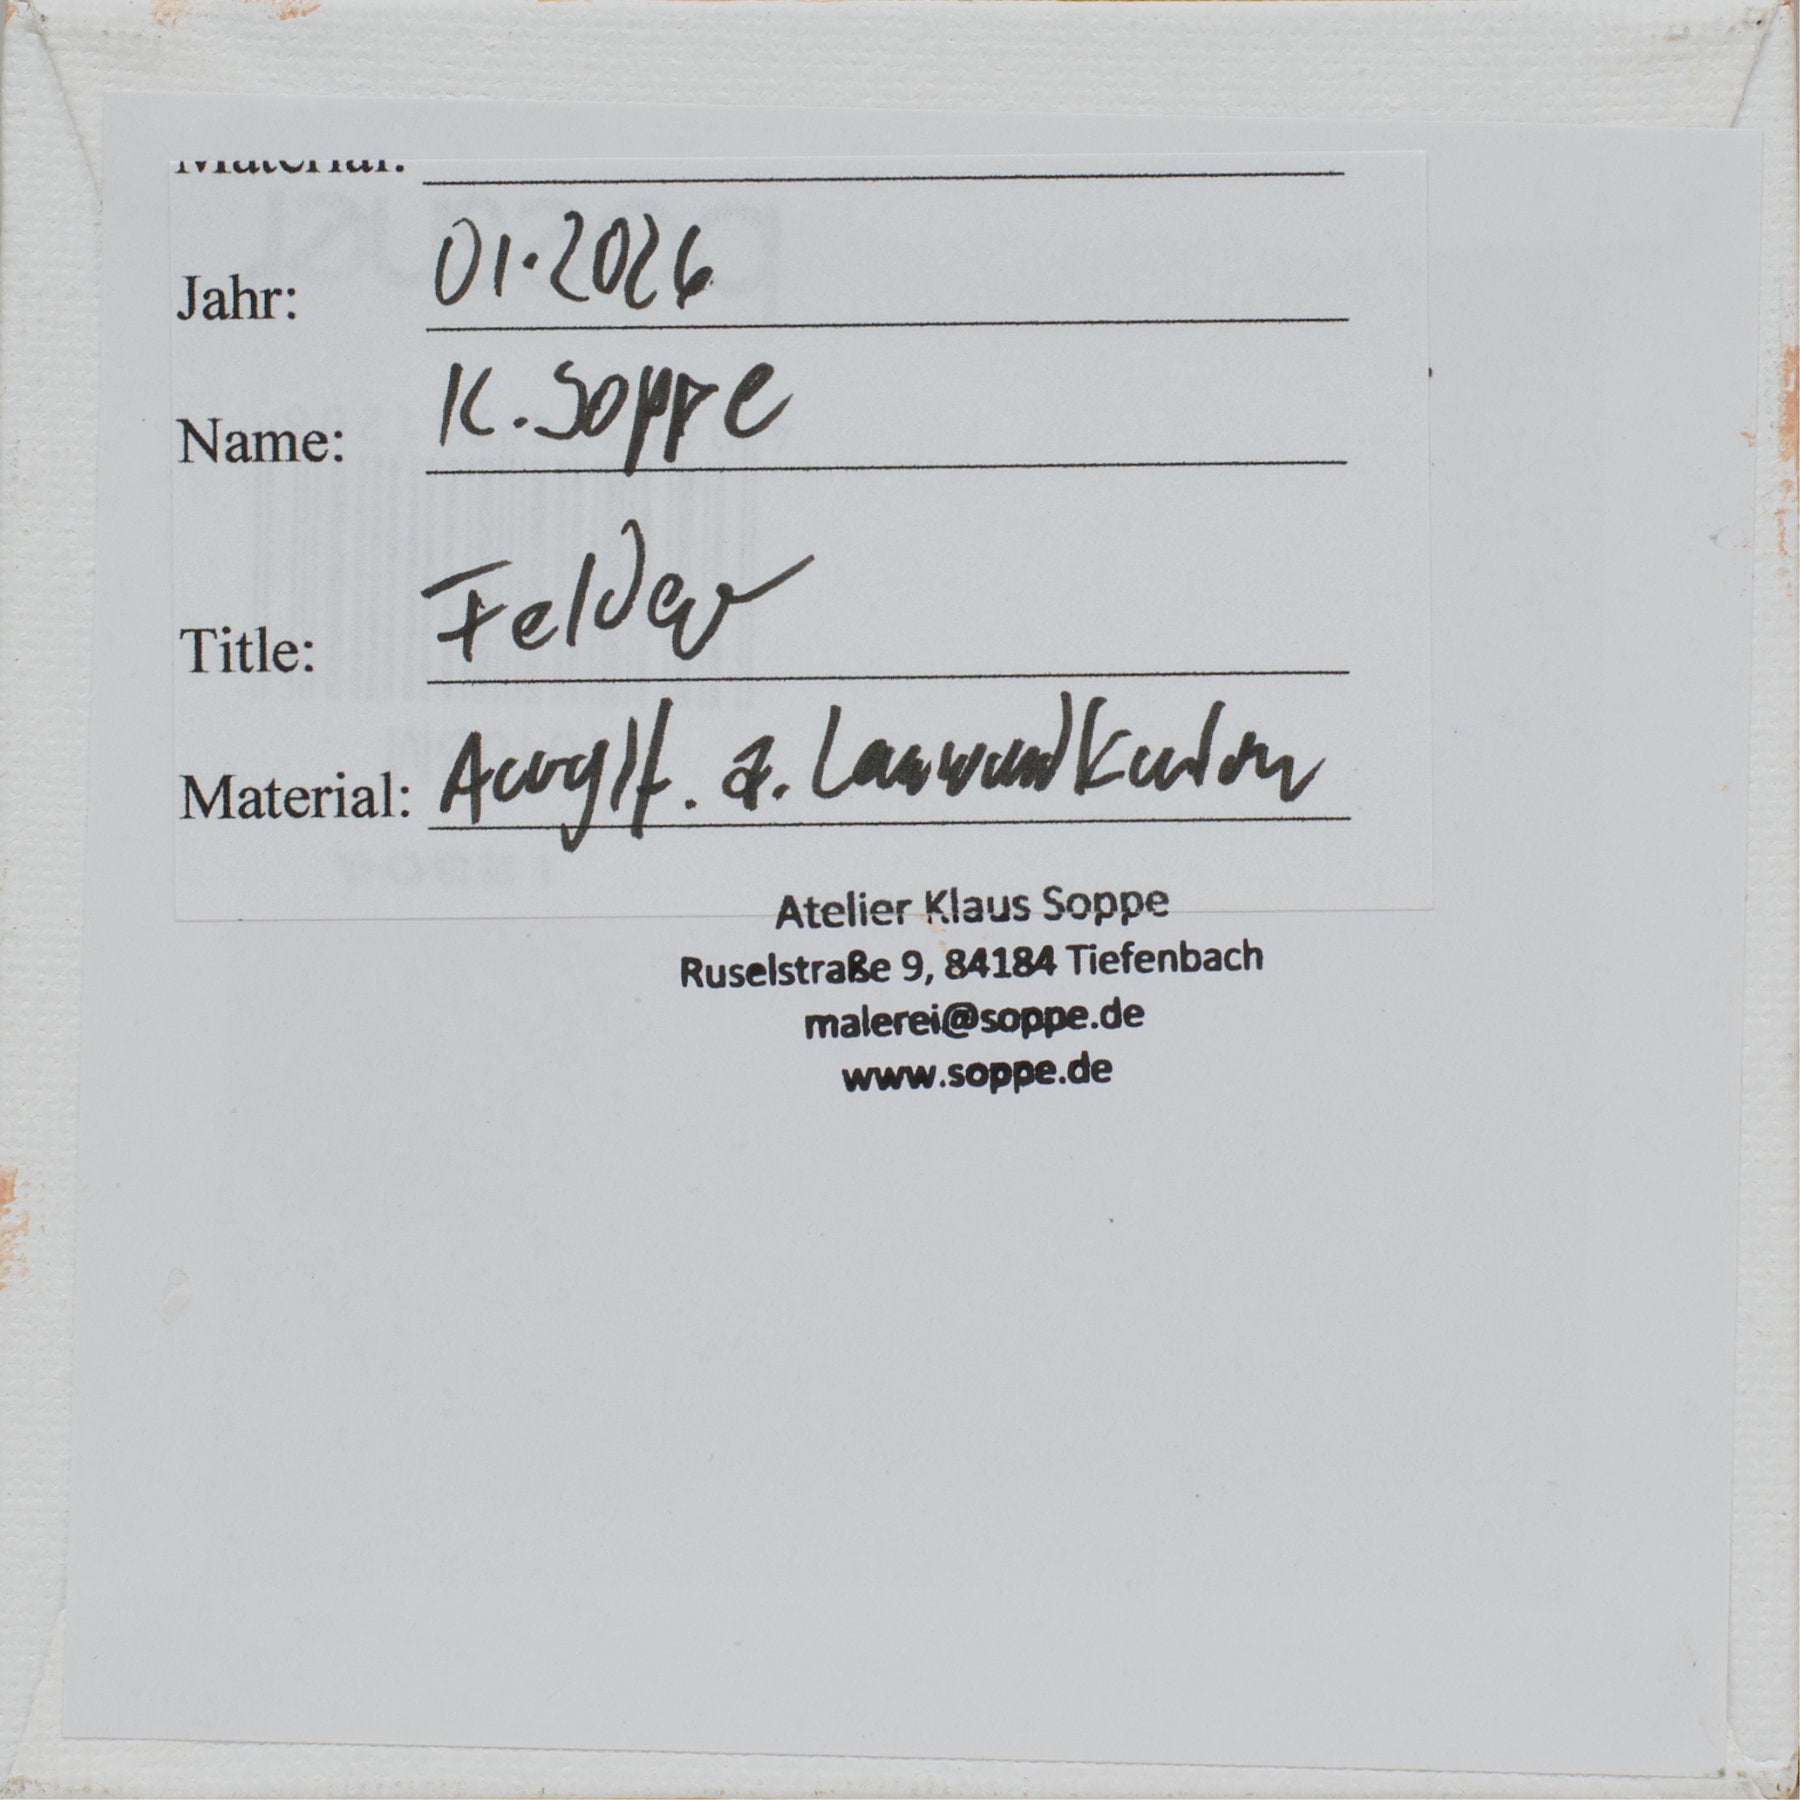 Material:
Jahr: 01.2026
Name: K. Soppe
Title: Felder
Material: Acrylf. a. Leinwandkarton
Atelier Klaus Soppe
Ruselstraße 9, 84184 Tiefenbach
malerei@soppe.de
www.soppe.de